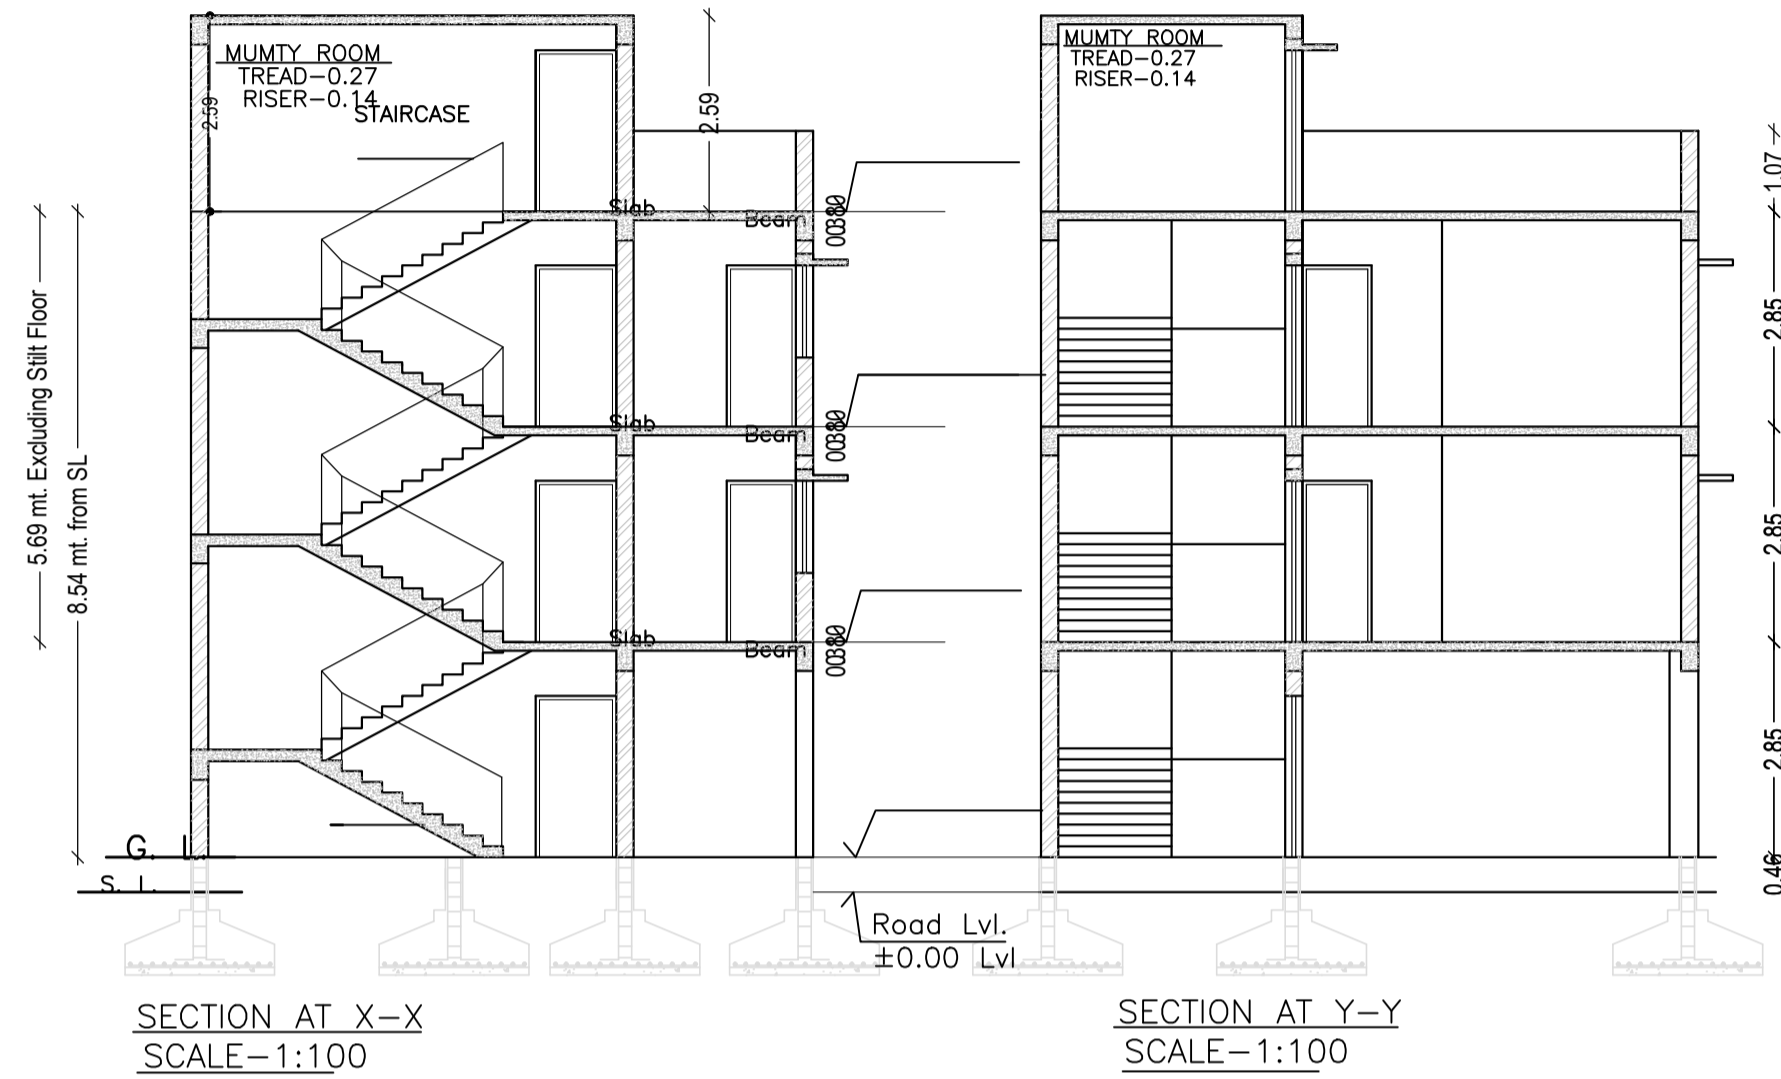 MUMTY ROOM
TREAD-0.27
RISER-0.14
STAIRCASE
2.59
2.59
Slab
Beam
Slab
Beam
Slab
Beam
5.69 mt. Excluding Stilt Floor
8.54 mt. from SL
G. L.
S. L.
Road Lvl.
±0.00 Lvl
SECTION AT X-X
SCALE-1:100
MUMTY ROOM
TREAD-0.27
RISER-0.14
1.07
2.85
2.85
2.85
0.46
SECTION AT Y-Y
SCALE-1:100